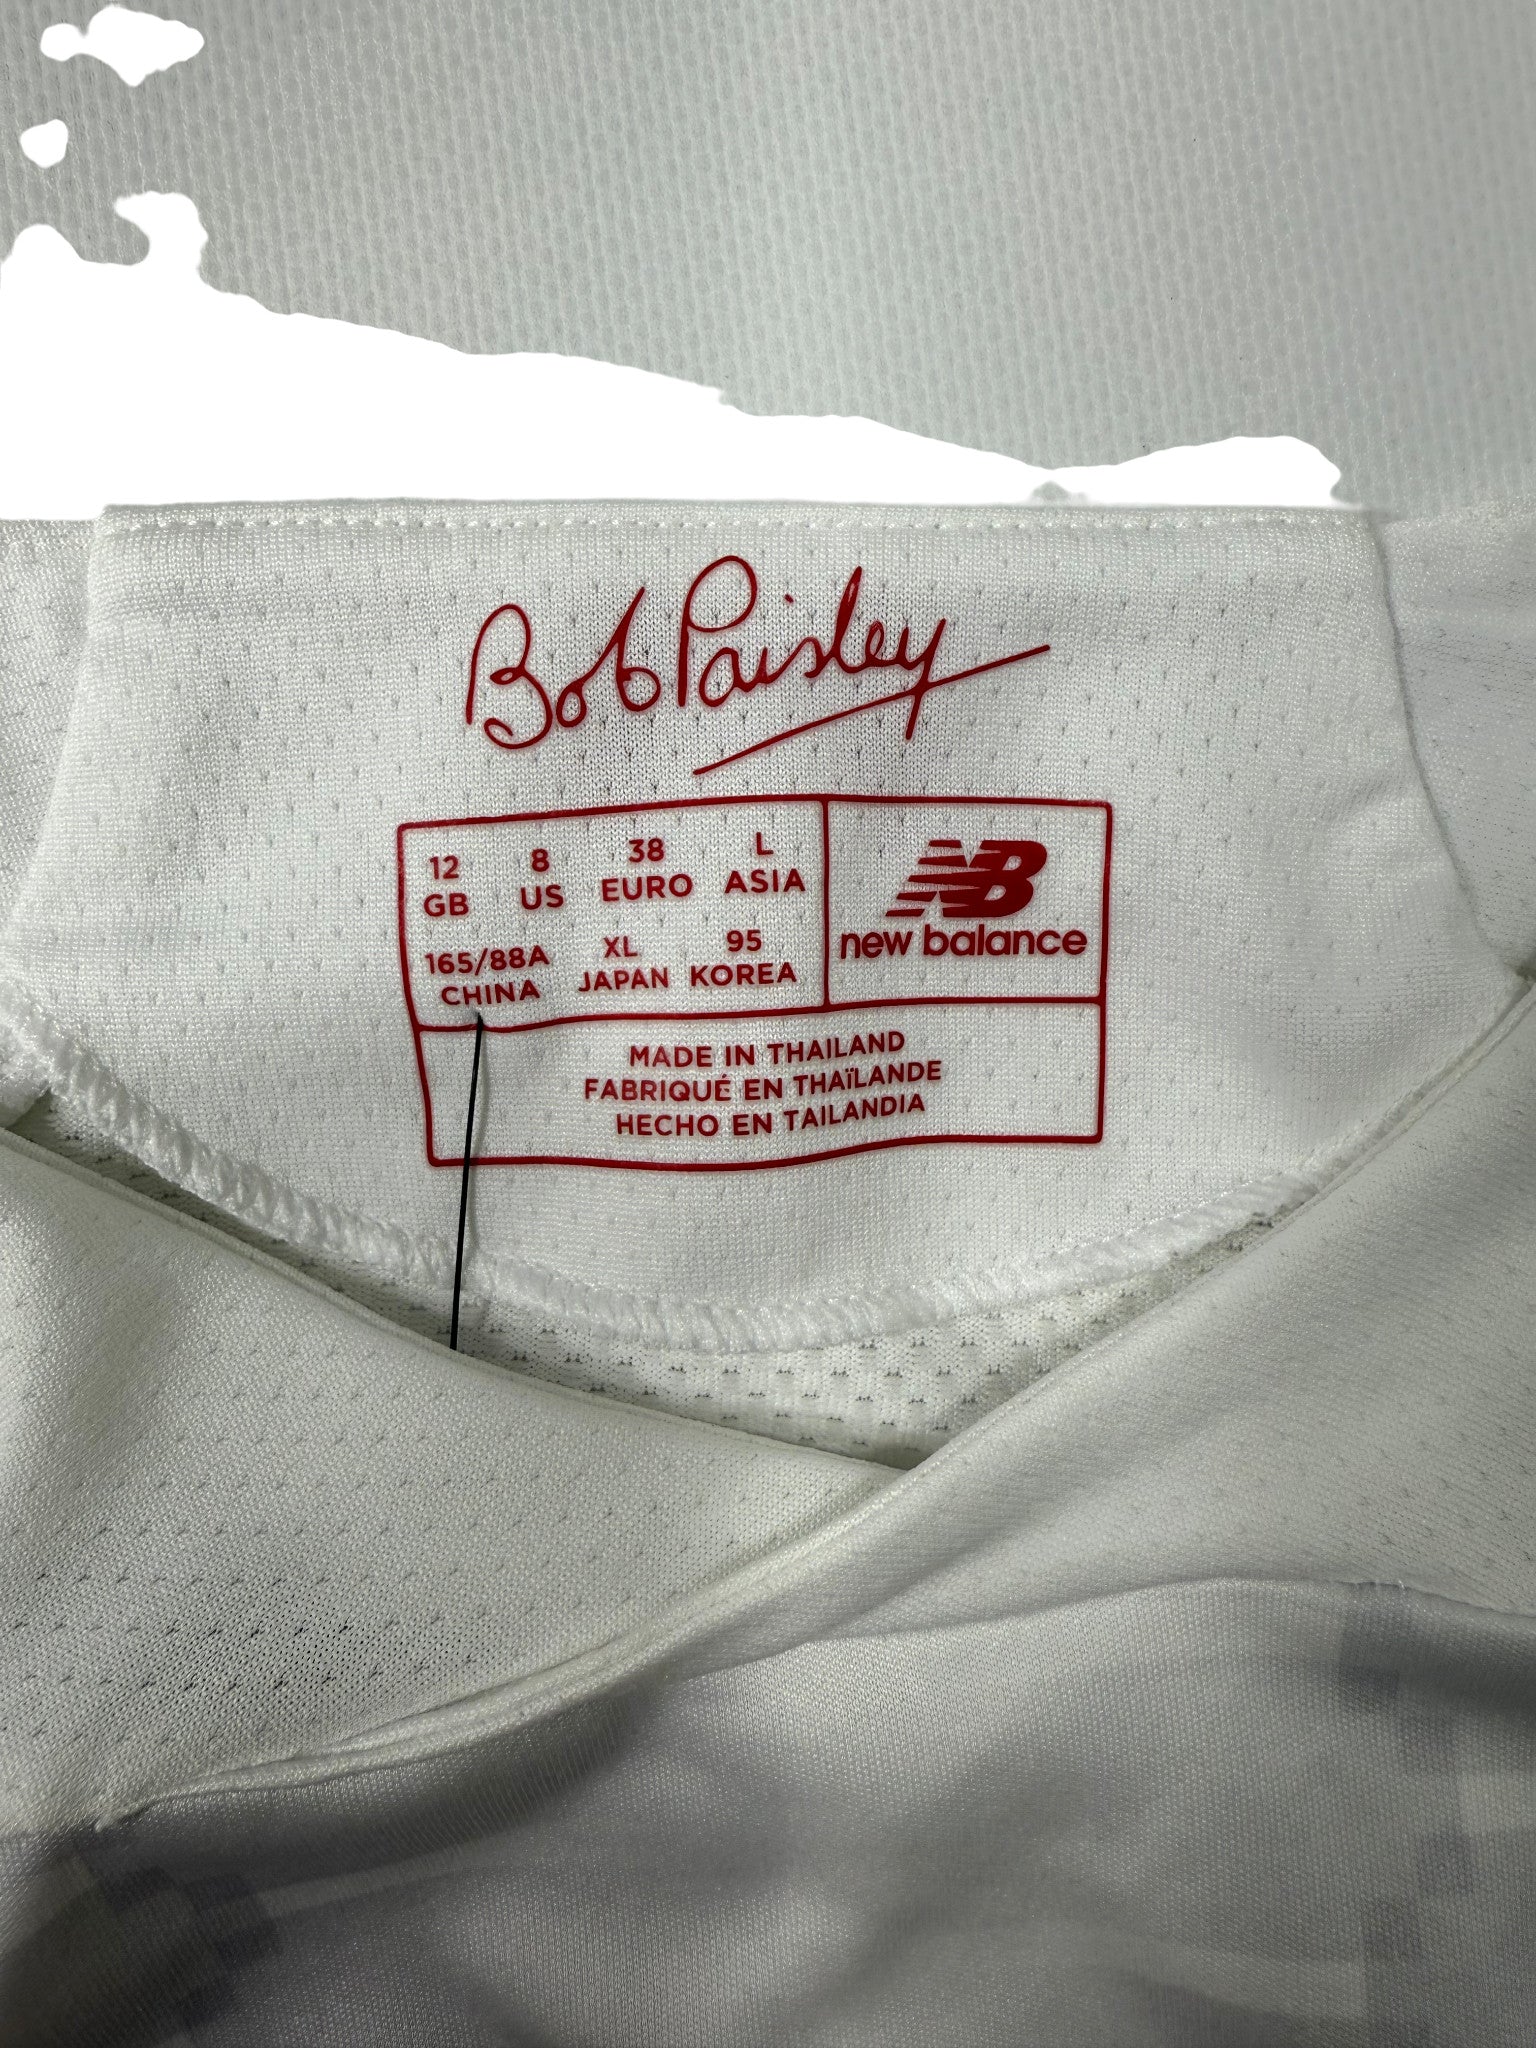 Bob Paisley
12 8 38 L
GB US EURO ASIA
165/88A XL 95
CHINA JAPAN KOREA
NB
new balance
MADE IN THAILAND
FABRIQUÉ EN THAÏLANDE
HECHO EN TAILANDIA